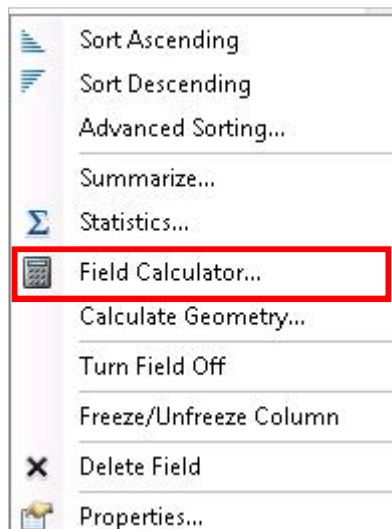 Sort Ascending
Sort Descending
Advanced Sorting...
Summarize...
Statistics...
Field Calculator...
Calculate Geometry...
Turn Field Off
Freeze/Unfreeze Column
Delete Field
Properties...